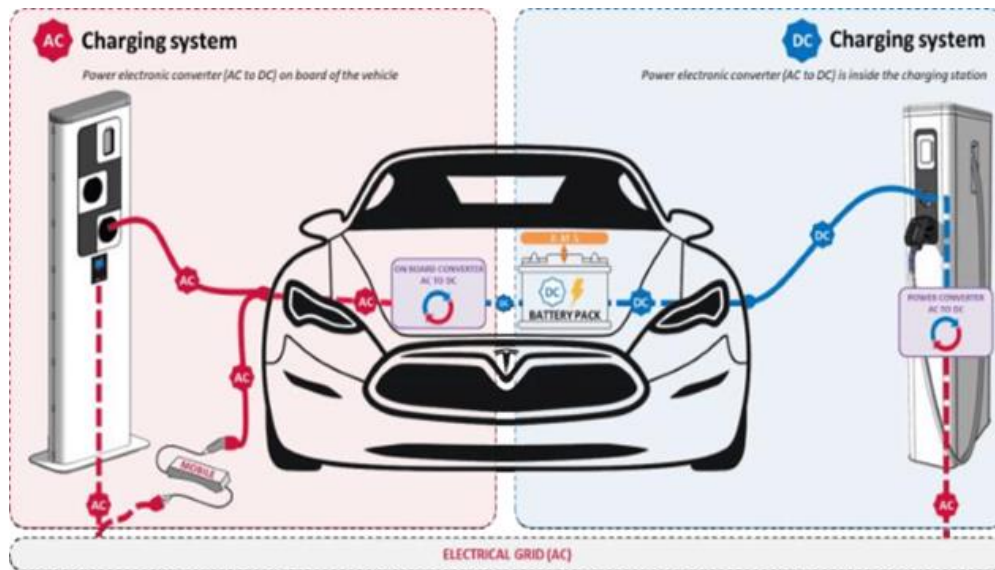 AC Charging system
Power electronic converter (AC to DC) on board of the vehicle
DC Charging system
Power electronic converter (AC to DC) is inside the charging station
AC
AC
ON BOARD CONVERTER
AC TO DC
DC
B M S
DC
BATTERY PACK
DC
DC
POWER CONVERTER
AC TO DC
AC
MOBILE
AC
AC
ELECTRICAL GRID (AC)